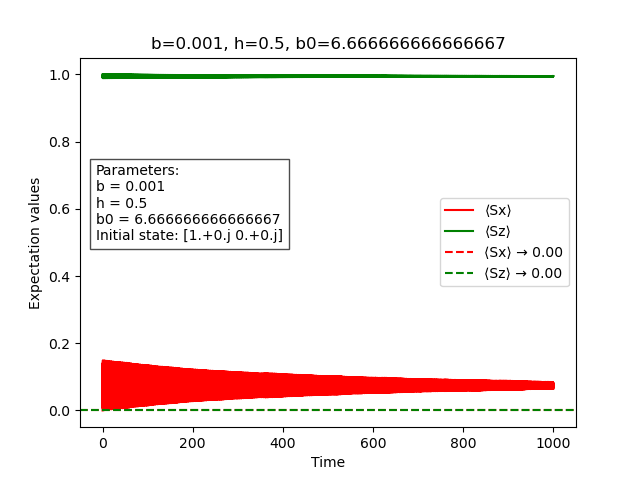 b=0.001, h=0.5, b0=6.666666666666667
1.0
0.8
0.6
0.4
0.2
0.0
Expectation values
Parameters:
b = 0.001
h = 0.5
b0 = 6.666666666666667
Initial state: [1.+0.j 0.+0.j]
⟨Sx⟩
⟨Sz⟩
⟨Sx⟩ → 0.00
⟨Sz⟩ → 0.00
0 200 400 600 800 1000
Time